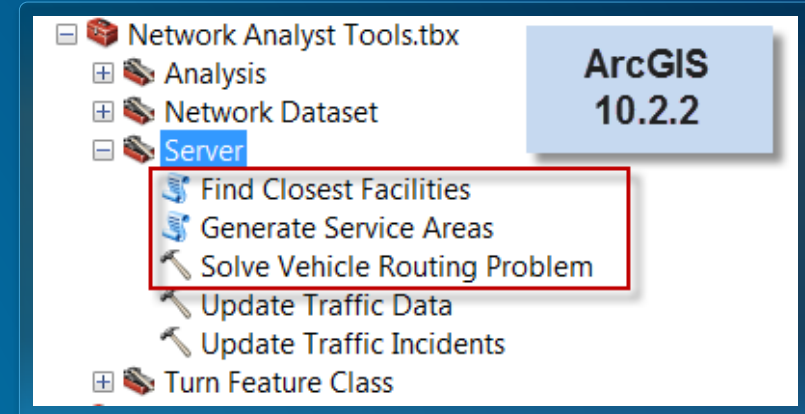 Network Analyst Tools.tbx
Analysis
Network Dataset
Server
Find Closest Facilities
Generate Service Areas
Solve Vehicle Routing Problem
Update Traffic Data
Update Traffic Incidents
Turn Feature Class
ArcGIS
10.2.2